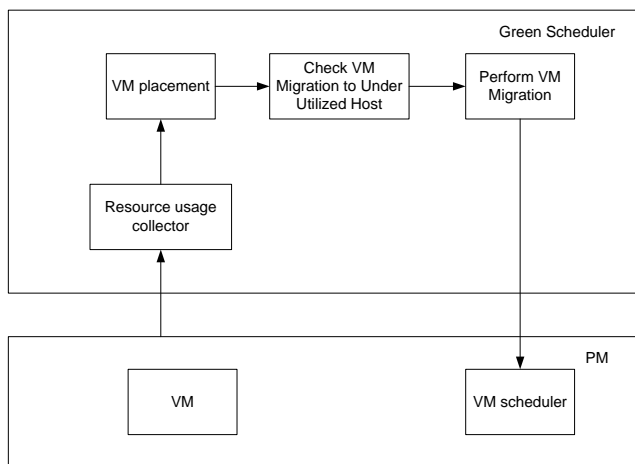 Green Scheduler
VM placement
Check VM
Migration to Under
Utilized Host
Perform VM
Migration
Resource usage
collector
PM
VM
VM scheduler